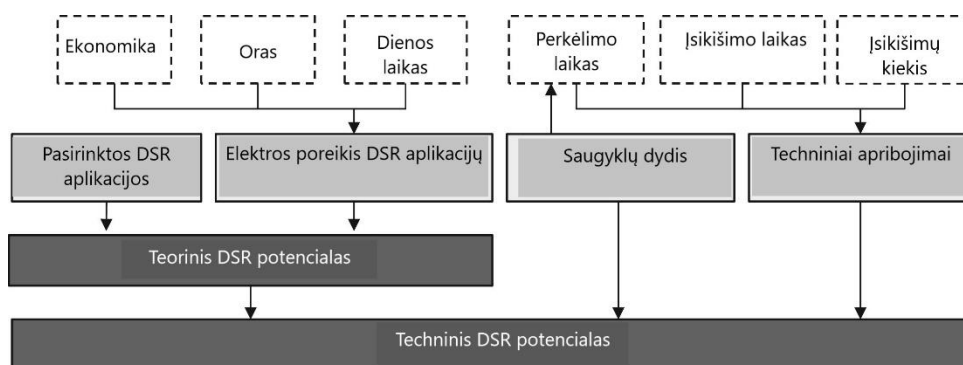 Ekonomika
Oras
Dienos
laikas
Perkėlimo
laikas
Įsikišimo laikas
Įsikišimų
kiekis
Pasirinktos DSR
aplikacijos
Elektros poreikis DSR aplikacijų
Saugyklų dydis
Techniniai apribojimai
Teorinis DSR potencialas
Techninis DSR potencialas